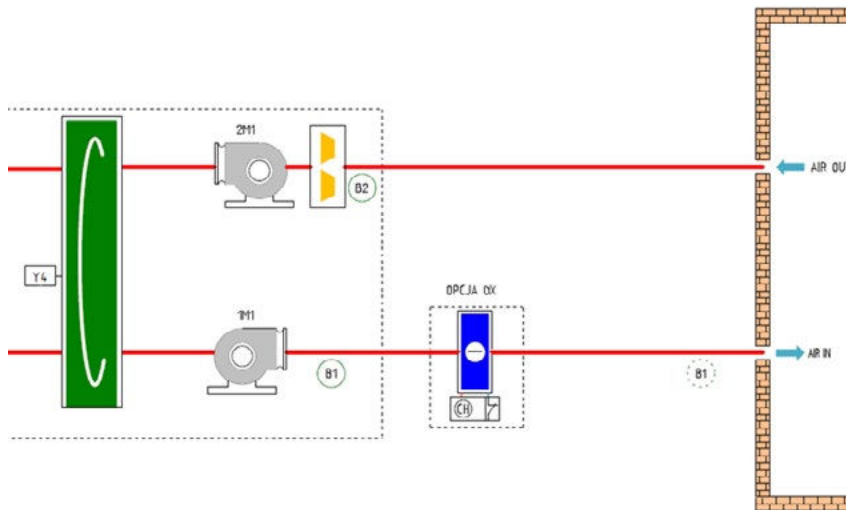 2M1
B2
AIR OU
Y4
OPCJA DX
1M1
B1
B1
AIR IN
CH